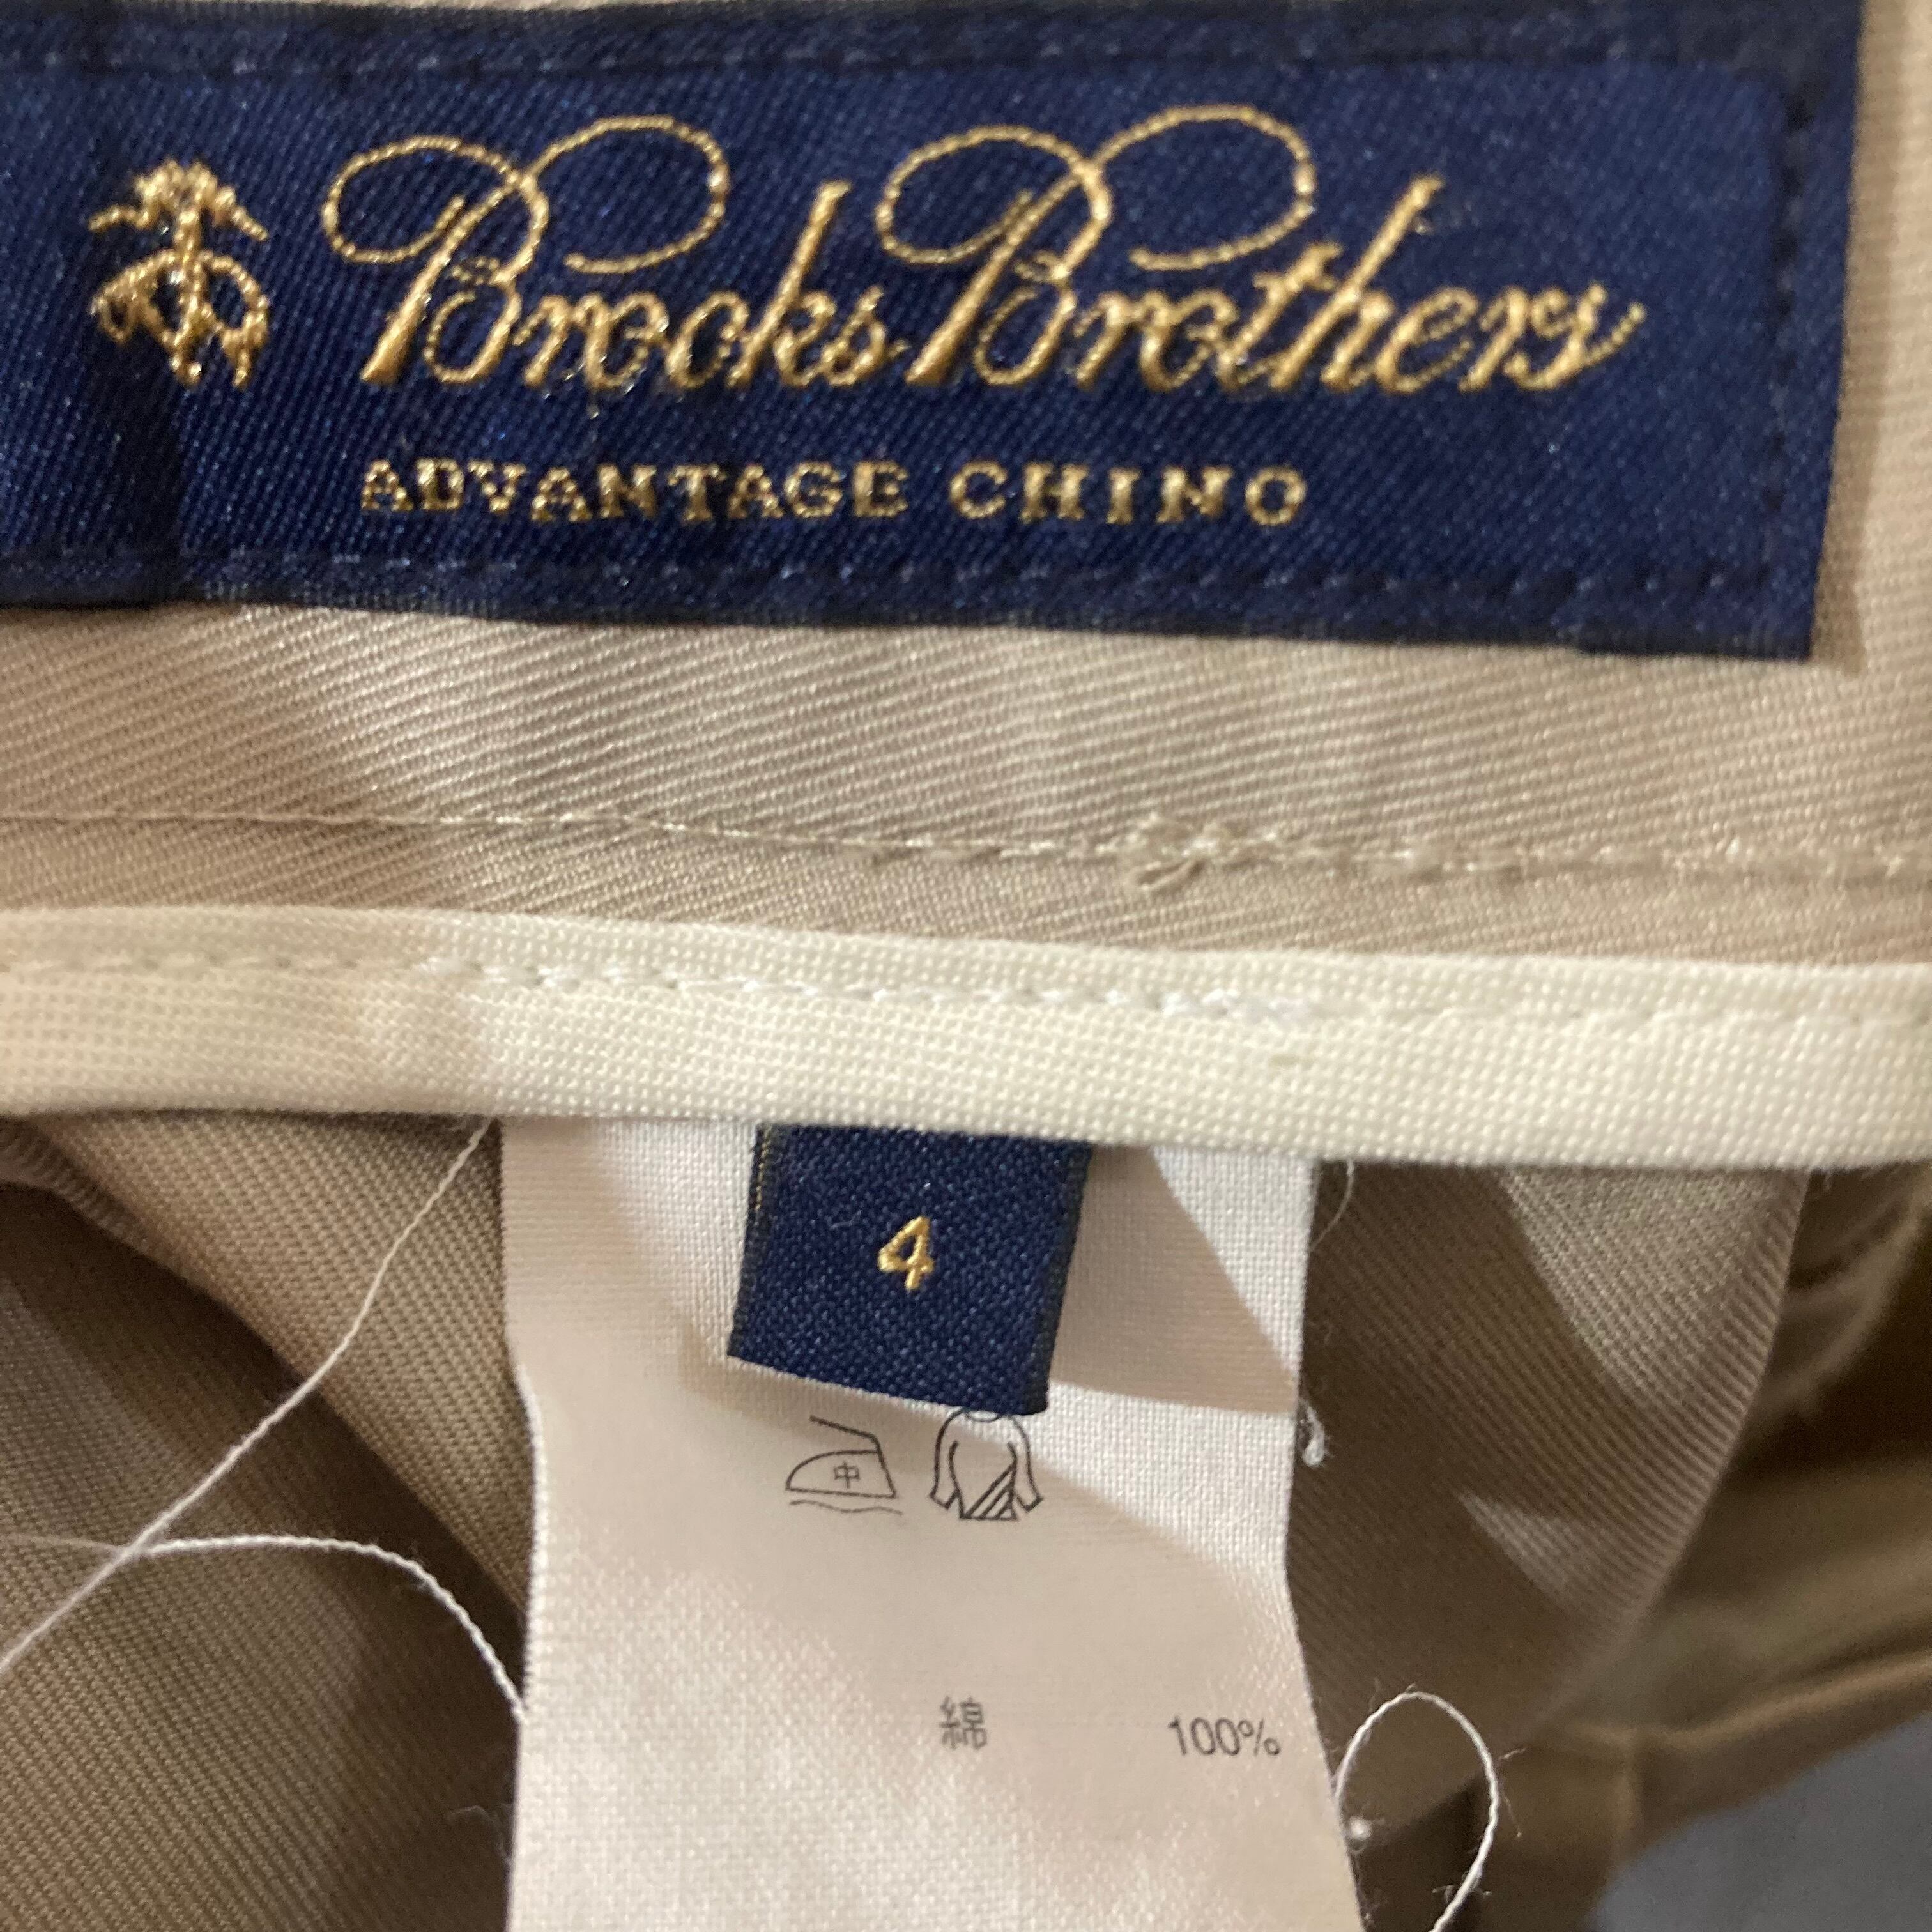 Brooks Brothers
ADVANTAGE CHINO
4
中
綿 100%